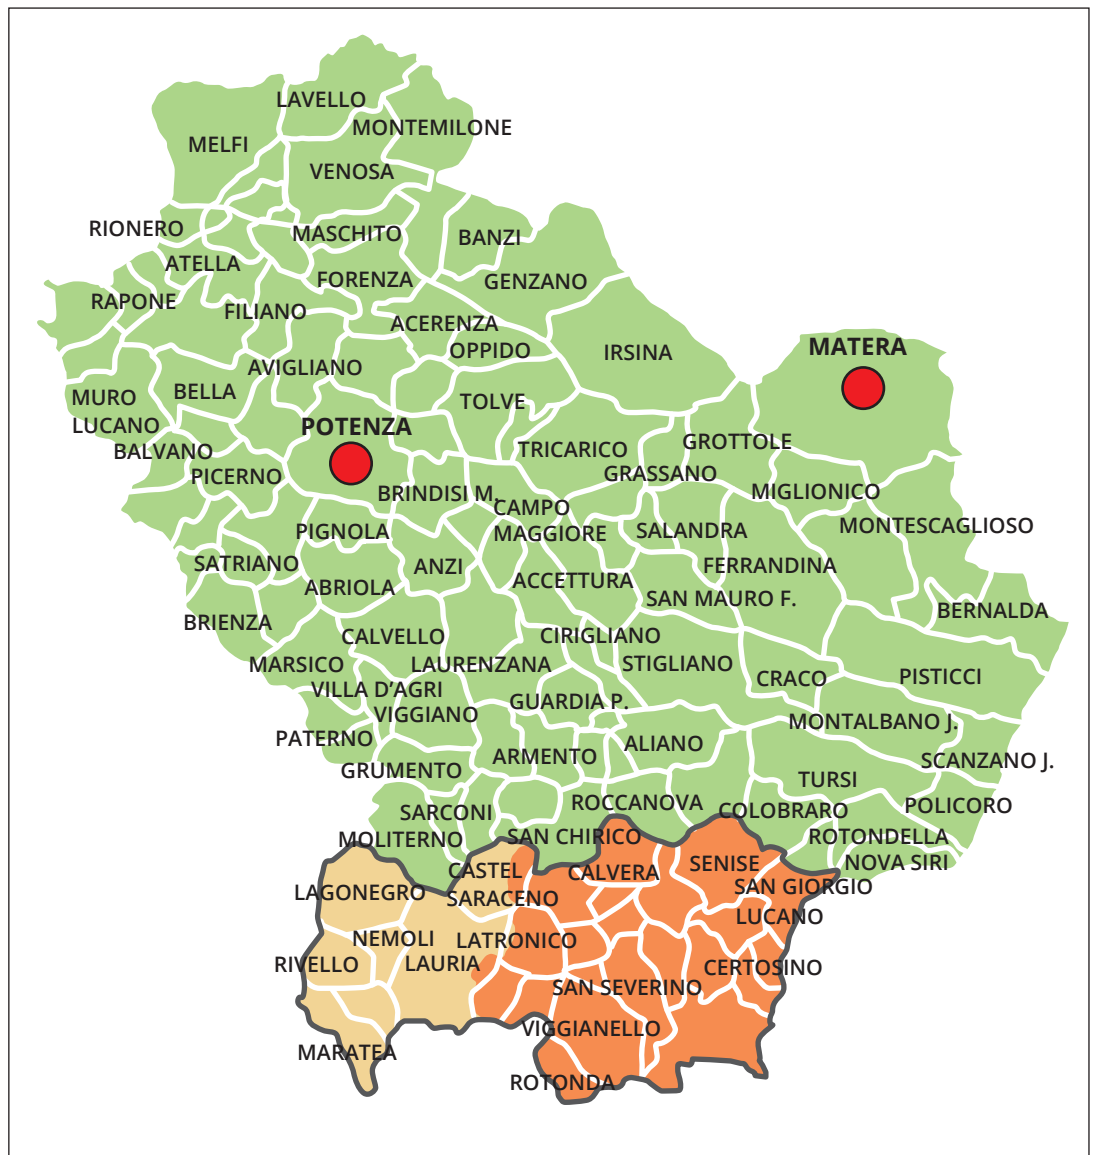 LAVELLO
MONTEMILONE
MELFI
VENOSA
RIONERO
MASCHITO
BANZI
ATELLA
FORENZA
GENZANO
RAPONE
FILIANO
ACERENZA
OPPIDO
IRSINA
MATERA
AVIGLIANO
BELLA
MURO
LUCANO
TOLVE
POTENZA
BALVANO
TRICARICO
GROTTOLE
PICERNO
GRASSANO
BRINDISI M.
MIGLIONICO
CAMPO
MAGGIORE
PIGNOLA
SALANDRA
MONTESCAGLIOSO
SATRIANO
ANZI
FERRANDINA
ABRIOLA
ACCETTURA
SAN MAURO F.
BERNALDA
BRIENZA
CALVELLO
CIRIGLIANO
MARSICO
LAURENZANA
STIGLIANO
CRACO
PISTICCI
VILLA D'AGRI
VIGGIANO
GUARDIA P.
MONTALBANO J.
PATERNO
ARMENTO
ALIANO
SCANZANO J.
GRUMENTO
TURSI
SARCONI
ROCCANOVA
COLOBRARO
POLICORO
MOLITERNO
SAN CHIRICO
ROTONDELLA
NOVA SIRI
CASTEL
SARACENO
CALVERA
SENISE
SAN GIORGIO
LUCANO
LAGONEGRO
NEMOLI
LATRONICO
RIVELLO
LAURIA
CERTOSINO
SAN SEVERINO
VIGGIANELLO
MARATEA
ROTONDA